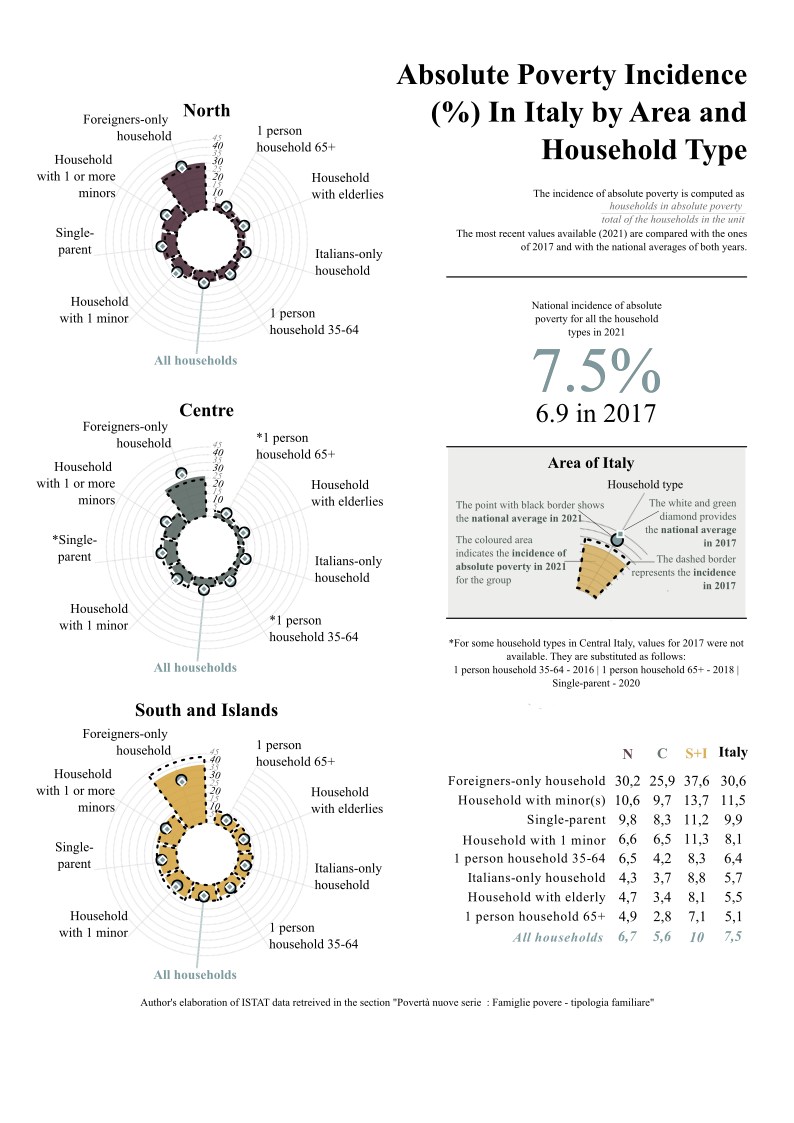 Absolute Poverty Incidence
(%) In Italy by Area and
Household Type
The incidence of absolute poverty is computed as
households in absolute poverty
total of the households in the unit
The most recent values available (2021) are compared with the ones
of 2017 and with the national averages of both years.
National incidence of absolute
poverty for all the household
types in 2021
7.5%
6.9 in 2017
Area of Italy
Household type
The point with black border shows
the national average in 2021
The coloured area
indicates the incidence of
absolute poverty in 2021
for the group
The white and green
diamond provides
the national average
in 2017
The dashed border
represents the incidence
in 2017
*For some household types in Central Italy, values for 2017 were not
available. They are substituted as follows:
1 person household 35-64 - 2016 | 1 person household 65+ - 2018 |
Single-parent - 2020
North
Foreigners-only
household
1 person
household 65+
Household
with 1 or more
minors
Household
with elderlies
Single-
parent
Italians-only
household
Household
with 1 minor
1 person
household 35-64
All households
45
40
35
30
25
20
15
10
Centre
Foreigners-only
household
*1 person
household 65+
Household
with 1 or more
minors
Household
with elderlies
*Single-
parent
Italians-only
household
Household
with 1 minor
*1 person
household 35-64
All households
45
40
35
30
25
20
15
10
South and Islands
Foreigners-only
household
1 person
household 65+
Household
with 1 or more
minors
Household
with elderlies
Single-
parent
Italians-only
household
Household
with 1 minor
1 person
household 35-64
All households
45
40
35
30
25
20
15
10
N C S+I Italy
Foreigners-only household 30,2 25,9 37,6 30,6
Household with minor(s) 10,6 9,7 13,7 11,5
Single-parent 9,8 8,3 11,2 9,9
Household with 1 minor 6,6 6,5 11,3 8,1
1 person household 35-64 6,5 4,2 8,3 6,4
Italians-only household 4,3 3,7 8,8 5,7
Household with elderly 4,7 3,4 8,1 5,5
1 person household 65+ 4,9 2,8 7,1 5,1
All households 6,7 5,6 10 7,5
Author's elaboration of ISTAT data retreived in the section "Povertà nuove serie : Famiglie povere - tipologia familiare"